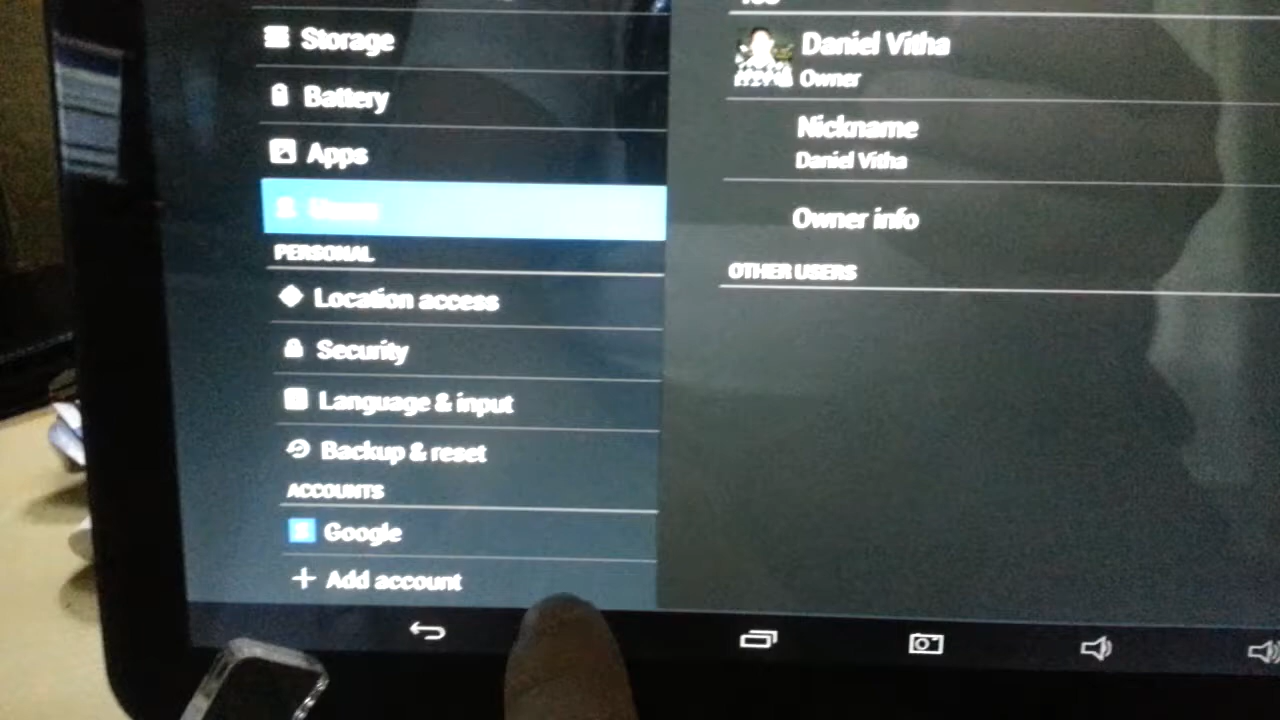 Storage
Battery
Apps
Users
PERSONAL
Location access
Security
Language & input
Backup & reset
ACCOUNTS
Google
Add account
Daniel Vitha
Owner
Nickname
Daniel Vitha
Owner info
OTHER USERS